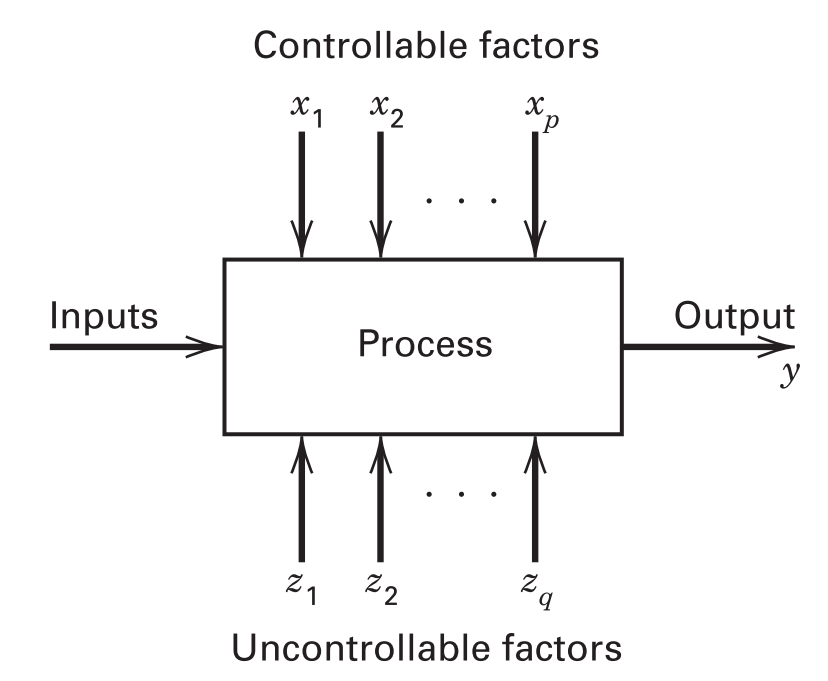 Controllable factors
x1 x2 xp
. . .
Inputs
Process
Output
y
. . .
z1 z2 zq
Uncontrollable factors